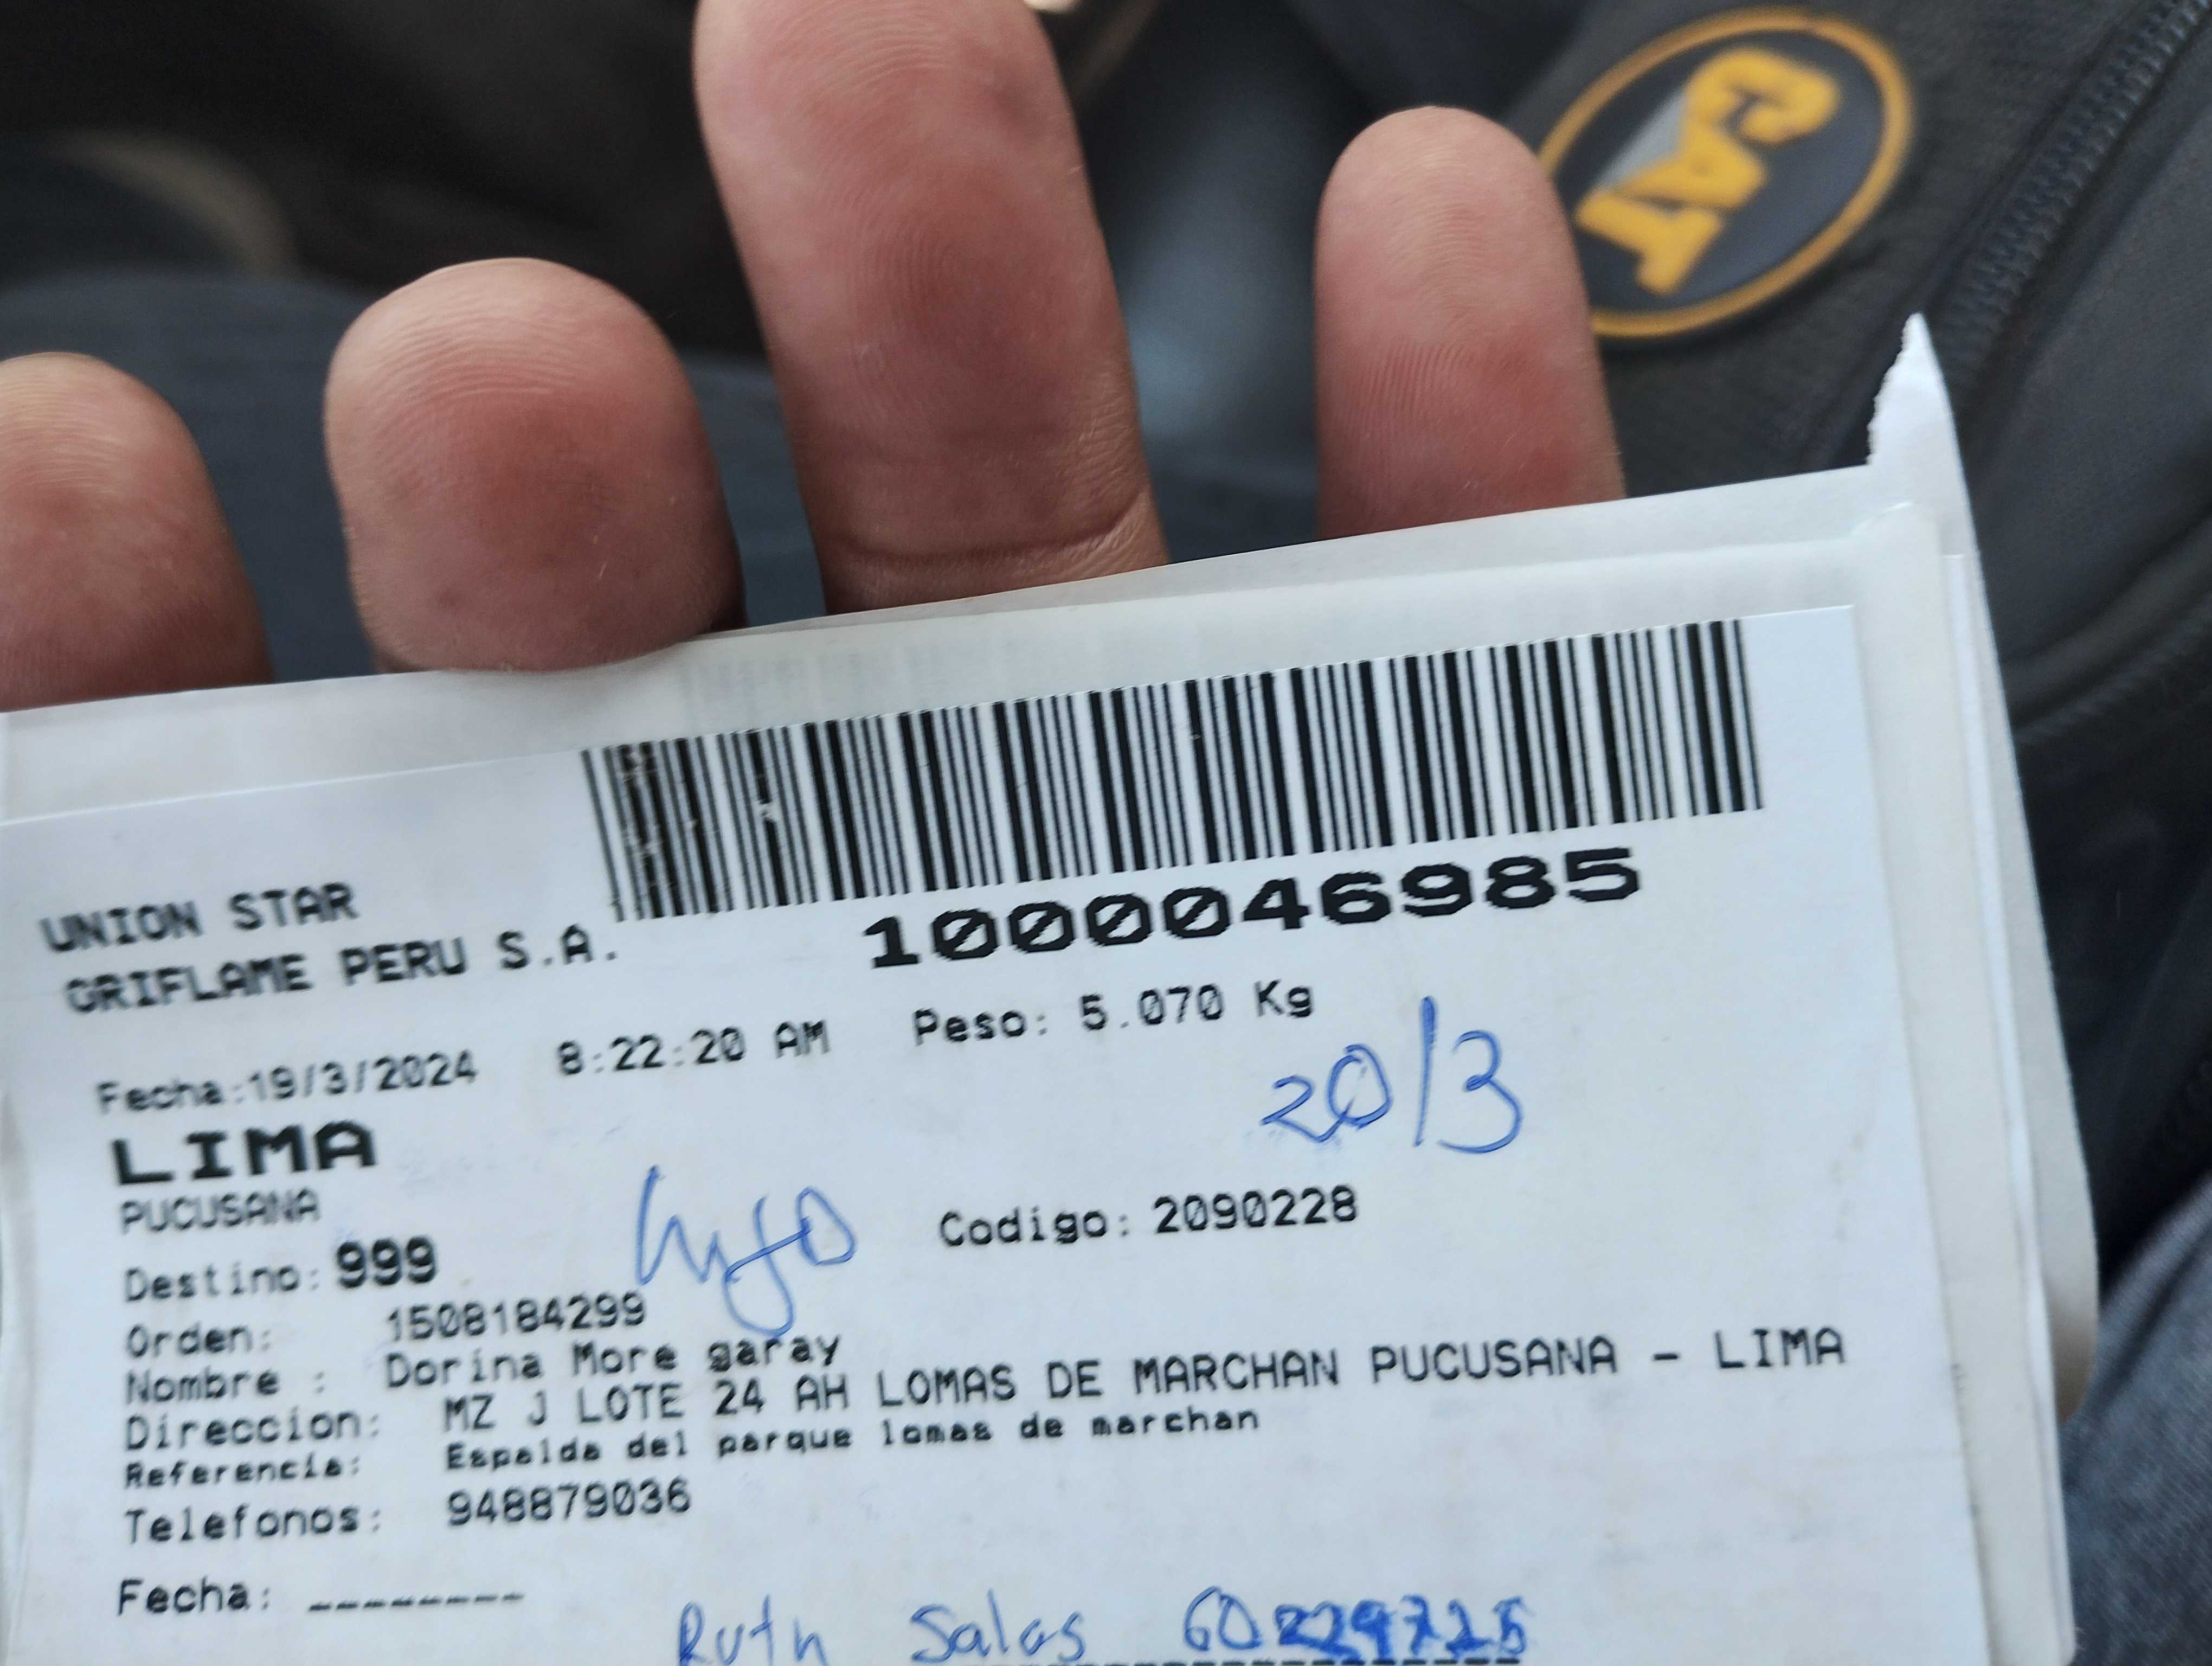 CAT
1000046985
UNION STAR
ORIFLAME PERU S.A.
Fecha:19/3/2024 8:22:20 AM Peso: 5.070 Kg
20/3
LIMA
PUCUSANA
Codigo: 2090228
Destino: 999
Orden: 1508184299
Nombre : Dorina More garay
Direccion: MZ J LOTE 24 AH LOMAS DE MARCHAN PUCUSANA - LIMA
Referencia: Espalda del parque lomas de marchan
Telefonos: 948879036
Fecha: --------
Ruth Salas